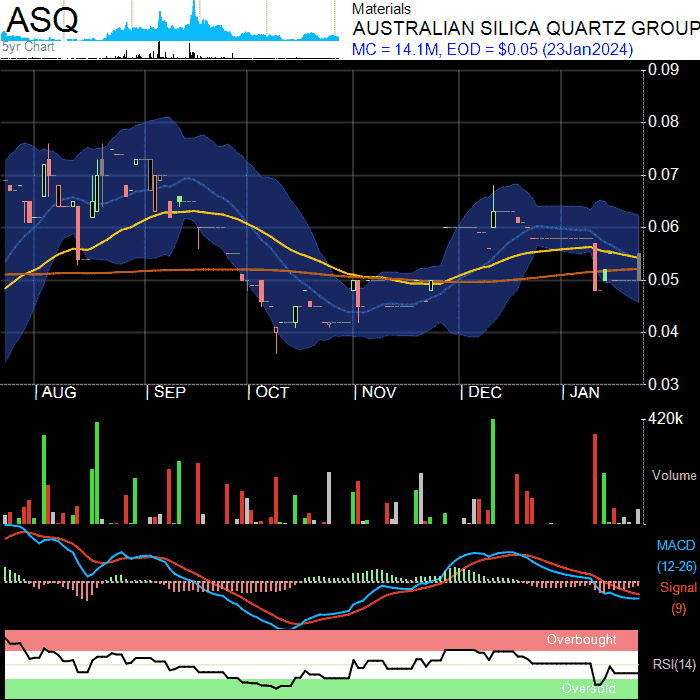 ASQ
5yr Chart
Materials
AUSTRALIAN SILICA QUARTZ GROUP
MC = 14.1M, EOD = $0.05 (23Jan2024)
0.09
0.08
0.07
0.06
0.05
0.04
0.03
AUG SEP OCT NOV DEC JAN
420k
Volume
MACD
(12-26)
Signal
(9)
Overbought
RSI(14)
Oversold